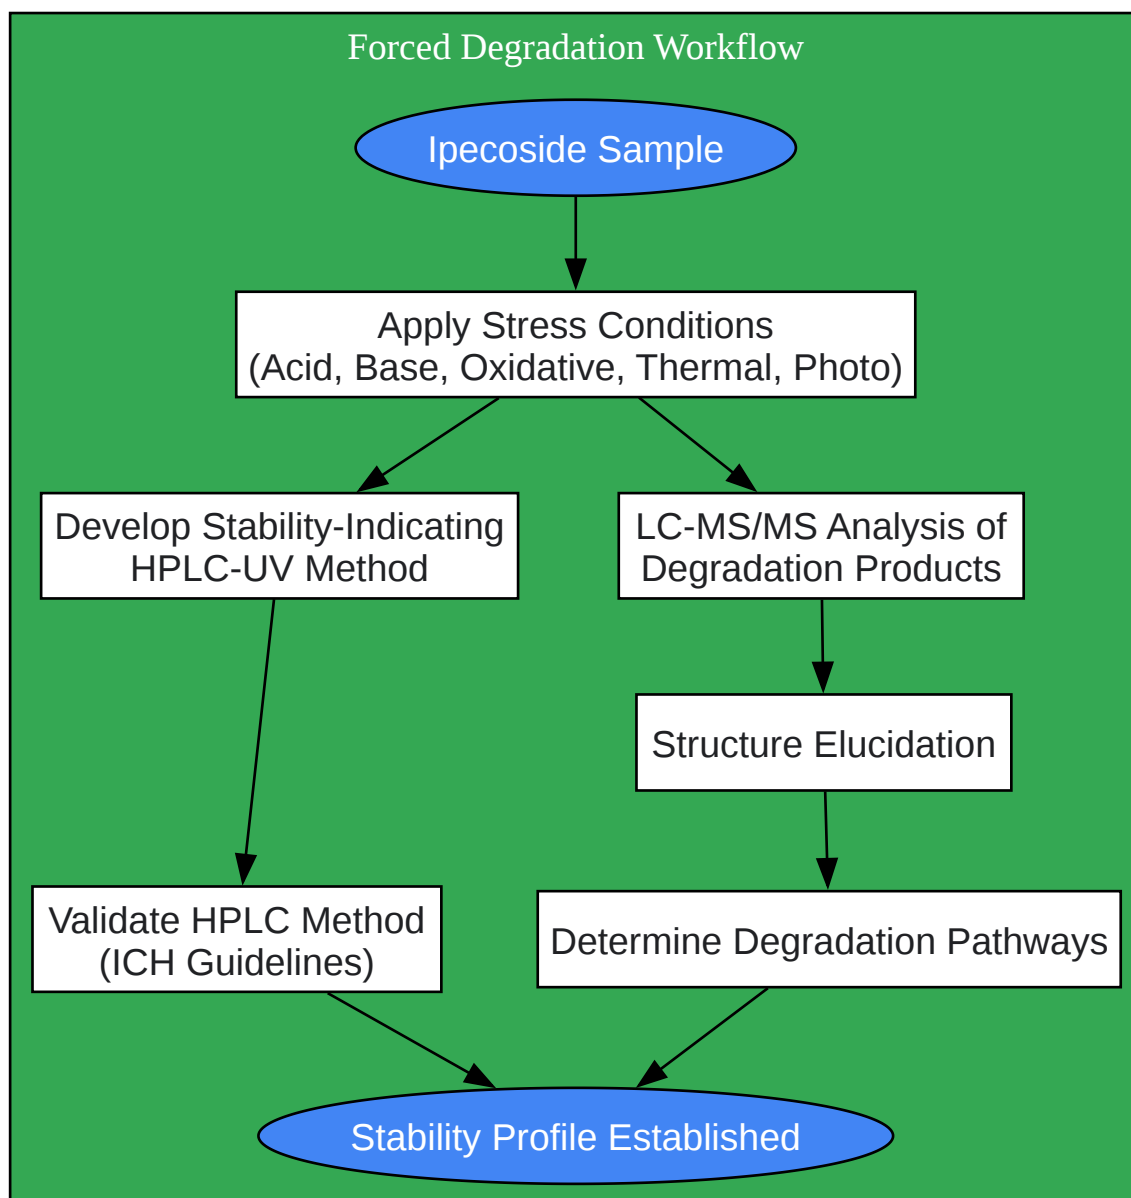 Forced Degradation Workflow
Ipecoside Sample
Apply Stress Conditions
(Acid, Base, Oxidative, Thermal, Photo)
Develop Stability-Indicating
HPLC-UV Method
LC-MS/MS Analysis of
Degradation Products
Structure Elucidation
Validate HPLC Method
(ICH Guidelines)
Determine Degradation Pathways
Stability Profile Established